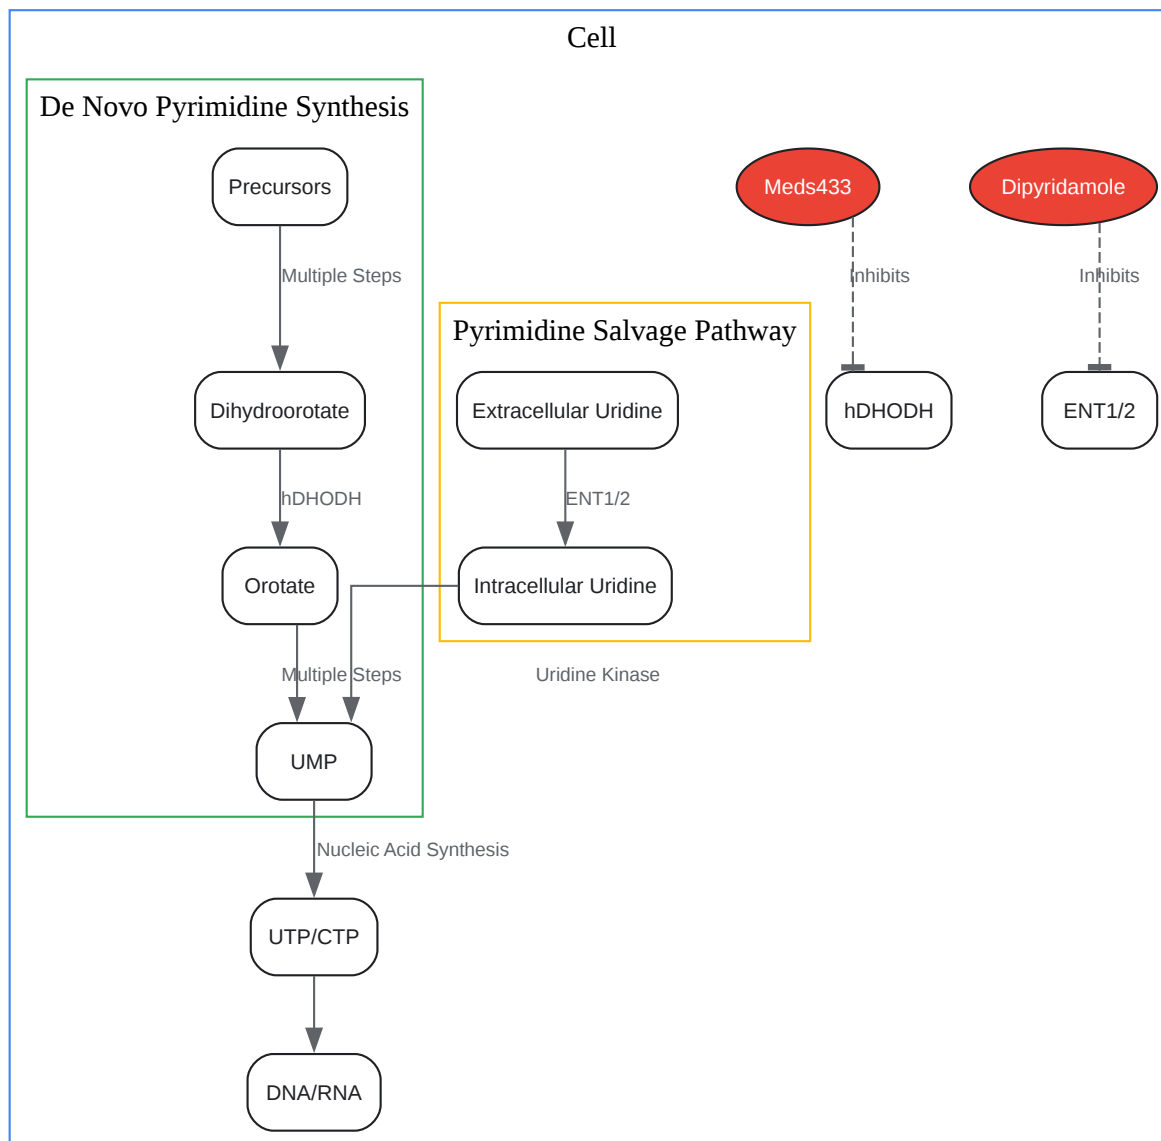 Cell
De Novo Pyrimidine Synthesis
Precursors
Meds433
Dipyridamole
Multiple Steps
Inhibits
Inhibits
Pyrimidine Salvage Pathway
Dihydroorotate
Extracellular Uridine
hDHODH
ENT1/2
hDHODH
ENT1/2
Orotate
Intracellular Uridine
Multiple Steps
Uridine Kinase
UMP
Nucleic Acid Synthesis
UTP/CTP
DNA/RNA